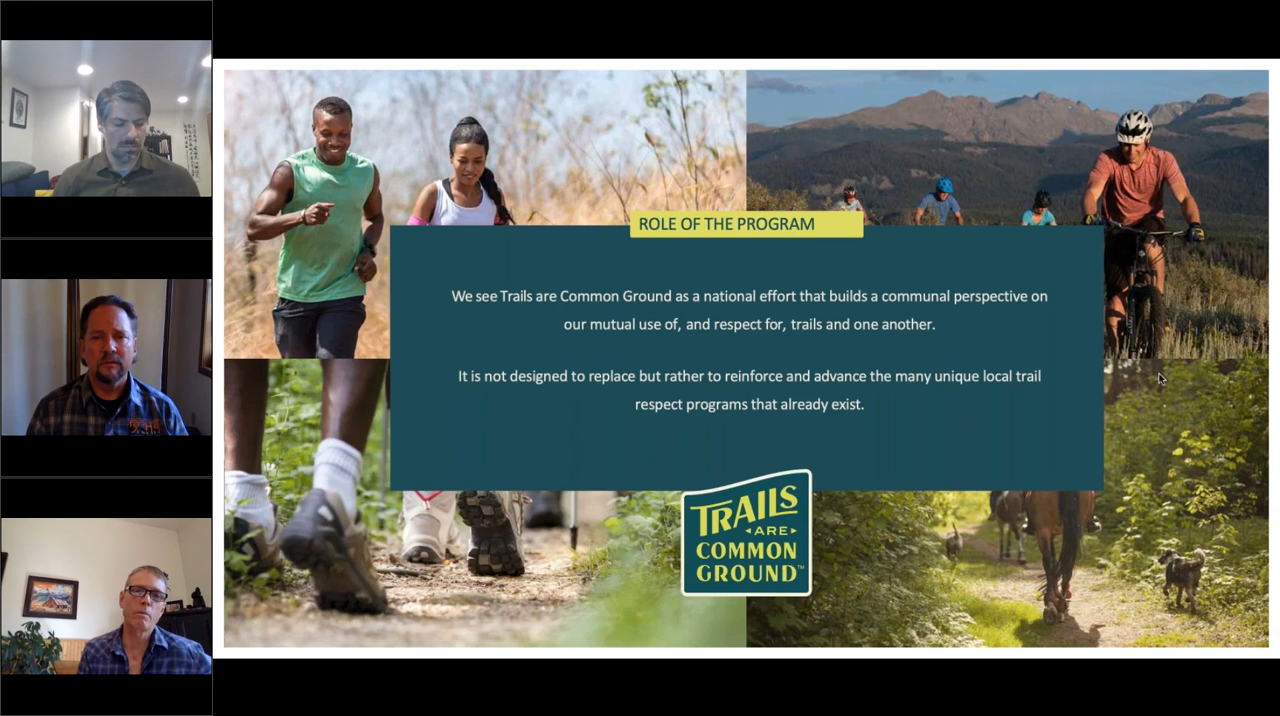 ROLE OF THE PROGRAM
We see Trails are Common Ground as a national effort that builds a communal perspective on
our mutual use of, and respect for, trails and one another.
It is not designed to replace but rather to reinforce and advance the many unique local trail
respect programs that already exist.
TRAILS
ARE
COMMON
GROUND™